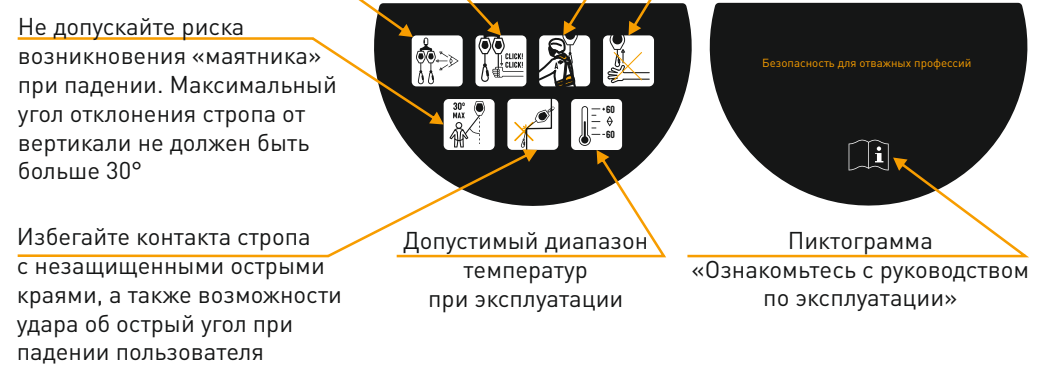 Не допускайте риска
возникновения «маятника»
при падении. Максимальный
угол отклонения стропа от
вертикали не должен быть
больше 30°
CLICK!
CLICK!
30°
MAX
+60
-60
Безопасность для отважных профессий
Избегайте контакта стропа
с незащищенными острыми
краями, а также возможности
удара об острый угол при
падении пользователя
Допустимый диапазон
температур
при эксплуатации
Пиктограмма
«Ознакомьтесь с руководством
по эксплуатации»